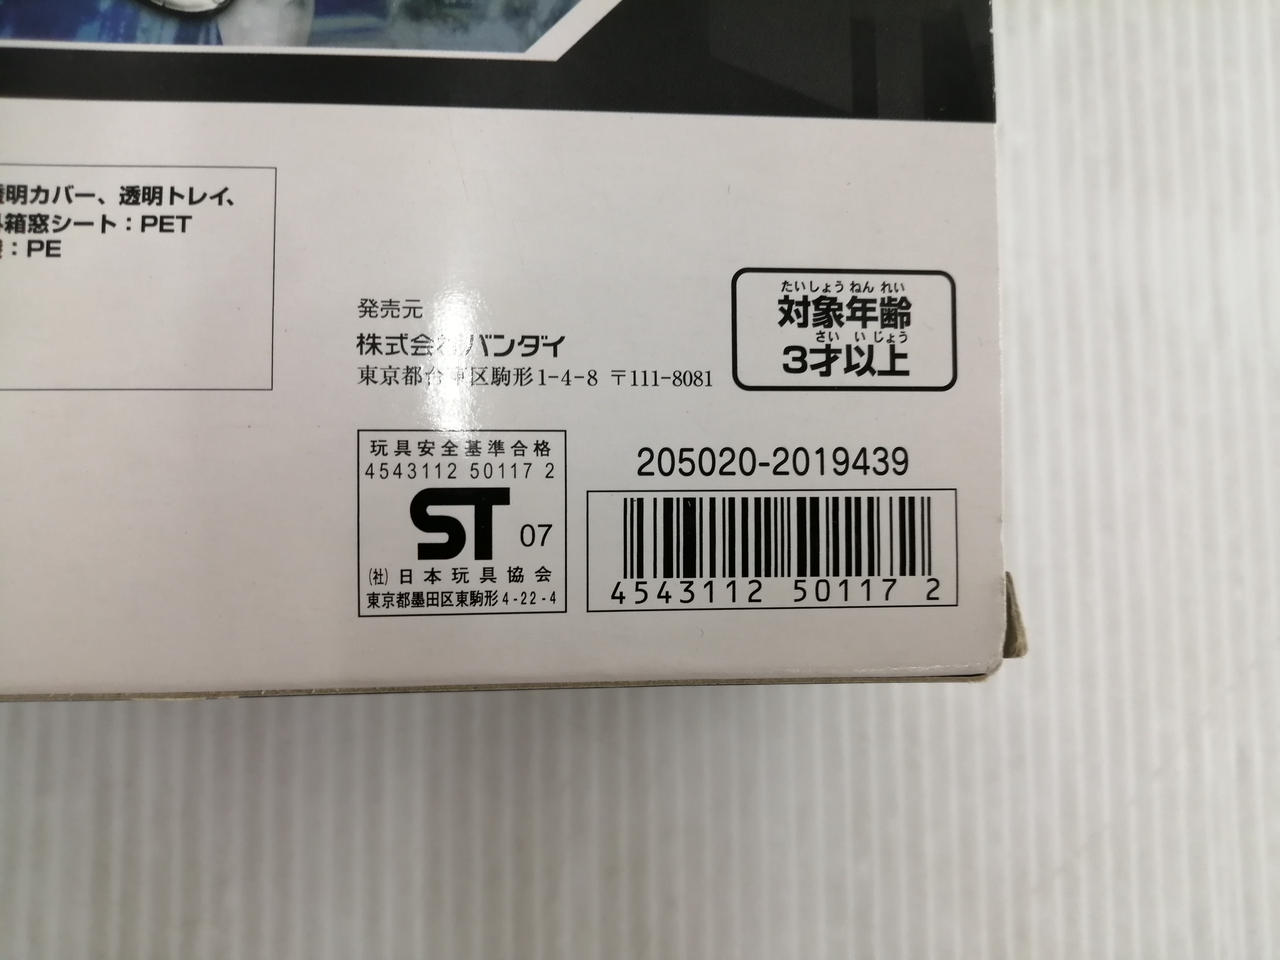 明カバー、透明トレイ、
箱窓シート：PET
：PE
発売元
株式会社バンダイ
東京都台東区駒形1-4-8 〒111-8081
たいしょう ねん れい
対象年齢
さい い じょう
3才以上
玩具安全基準合格
4543112 50117 2
ST 07
(社) 日本玩具協会
東京都墨田区東駒形4-22-4
205020-2019439
4543112 50117 2